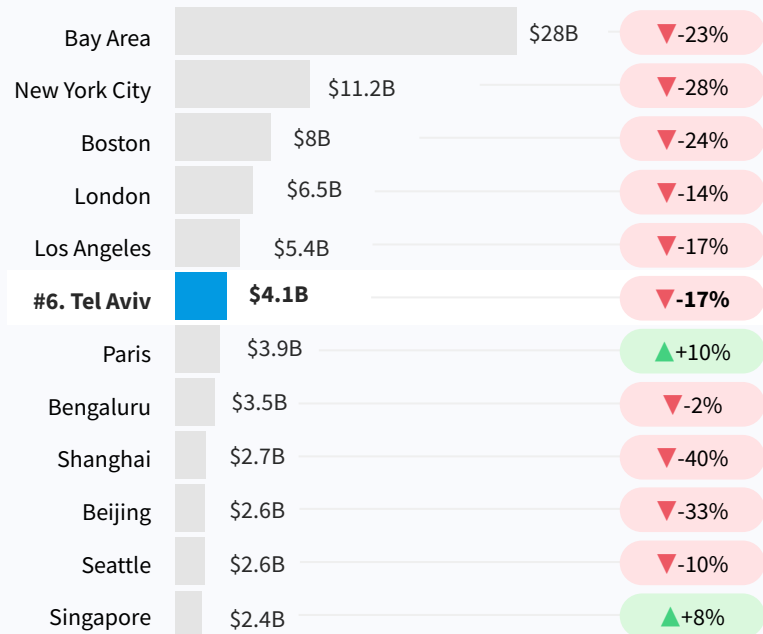 Bay Area $28B ▼-23%
New York City $11.2B ▼-28%
Boston $8B ▼-24%
London $6.5B ▼-14%
Los Angeles $5.4B ▼-17%
#6. Tel Aviv $4.1B ▼-17%
Paris $3.9B ▲+10%
Bengaluru $3.5B ▼-2%
Shanghai $2.7B ▼-40%
Beijing $2.6B ▼-33%
Seattle $2.6B ▼-10%
Singapore $2.4B ▲+8%